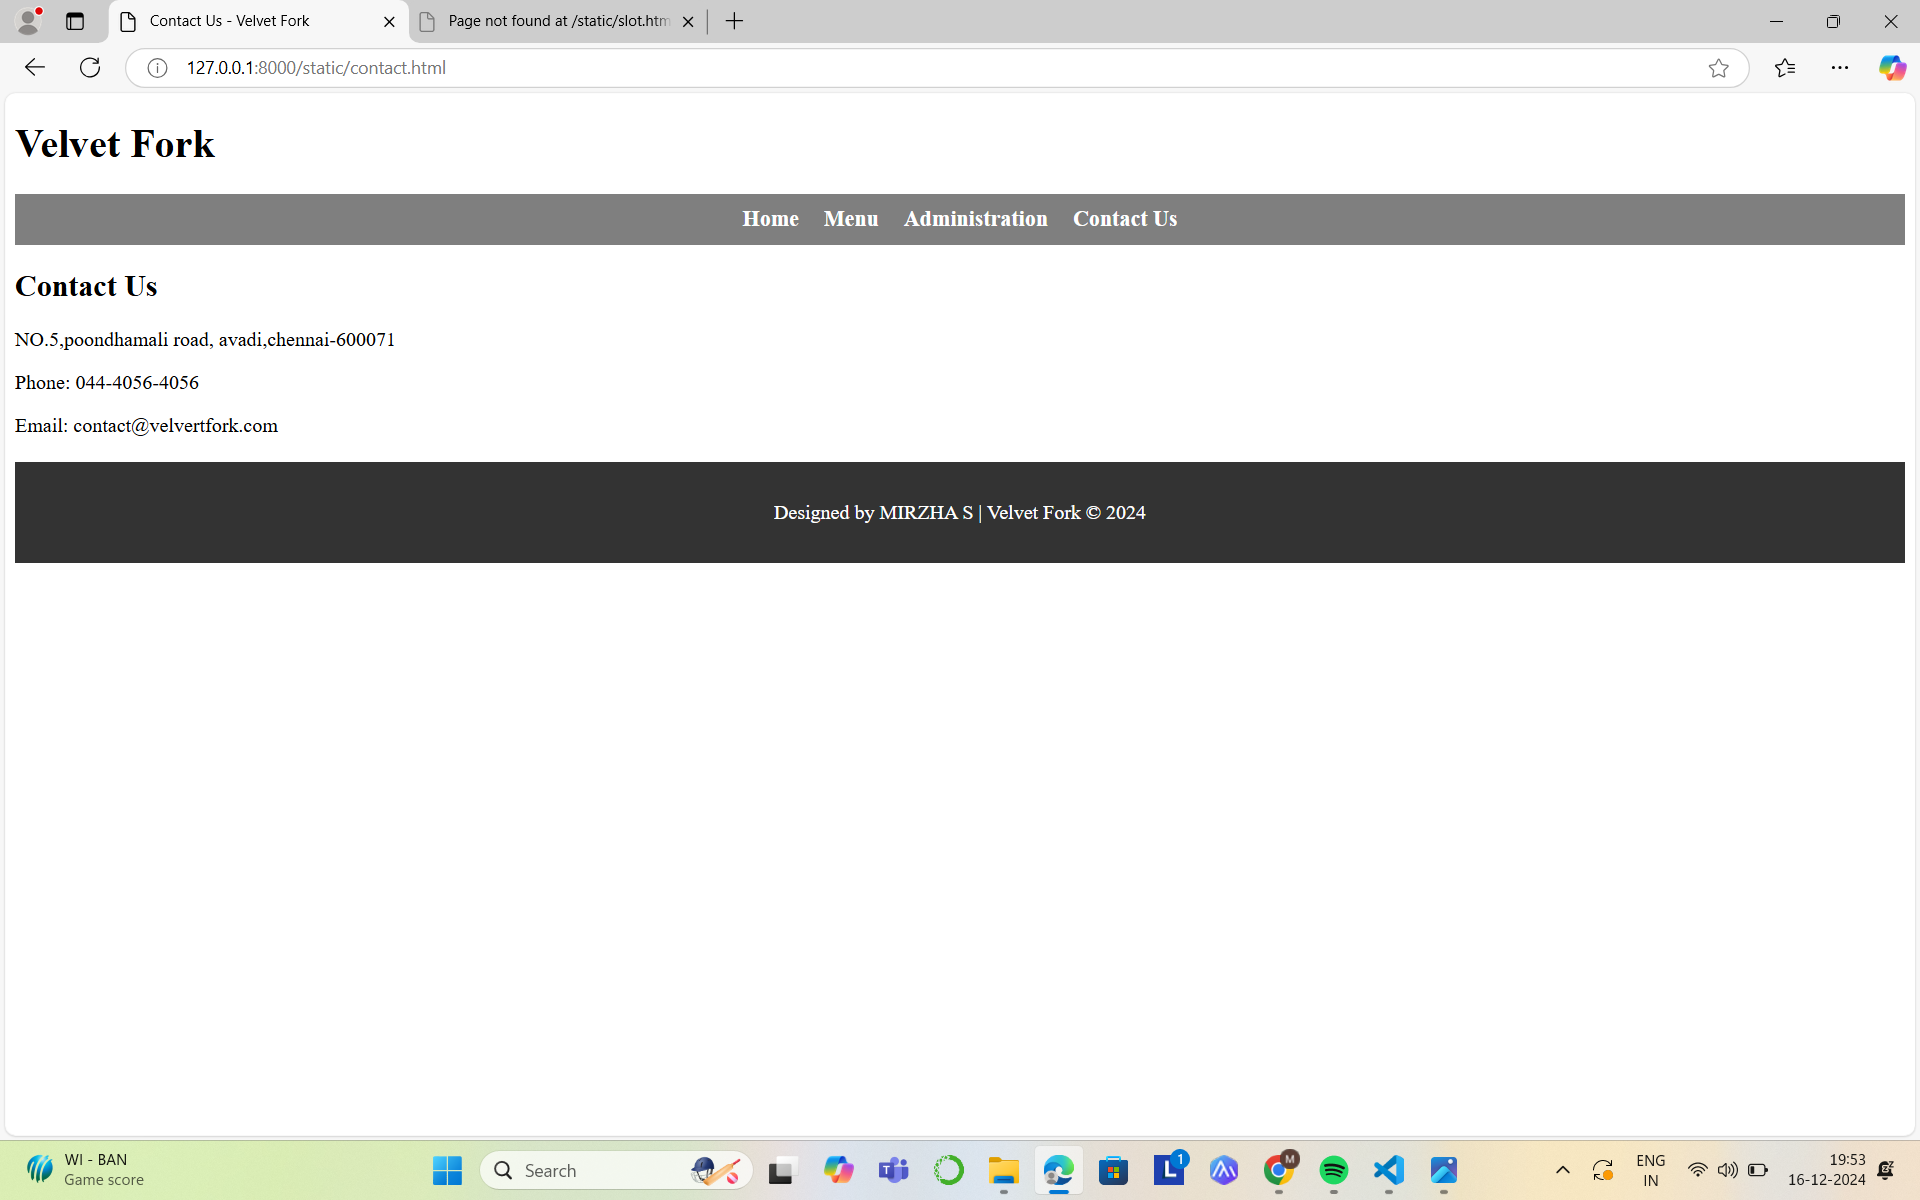 Contact Us - Velvet Fork
Page not found at /static/slot.htm
127.0.0.1:8000/static/contact.html
Velvet Fork
Home Menu Administration Contact Us
Contact Us
NO.5,poondhamali road, avadi,chennai-600071
Phone: 044-4056-4056
Email: contact@velvertfork.com
Designed by MIRZHA S | Velvet Fork © 2024
WI - BAN
Game score
Search
1
M
ENG
IN
19:53
16-12-2024